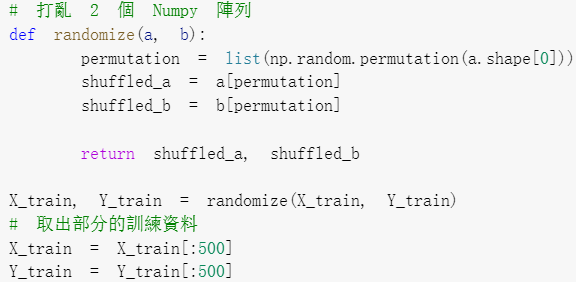 # 打亂 2 個 Numpy 陣列
def randomize(a, b):
permutation = list(np.random.permutation(a.shape[0]))
shuffled_a = a[permutation]
shuffled_b = b[permutation]
return shuffled_a, shuffled_b
X_train, Y_train = randomize(X_train, Y_train)
# 取出部分的訓練資料
X_train = X_train[:500]
Y_train = Y_train[:500]